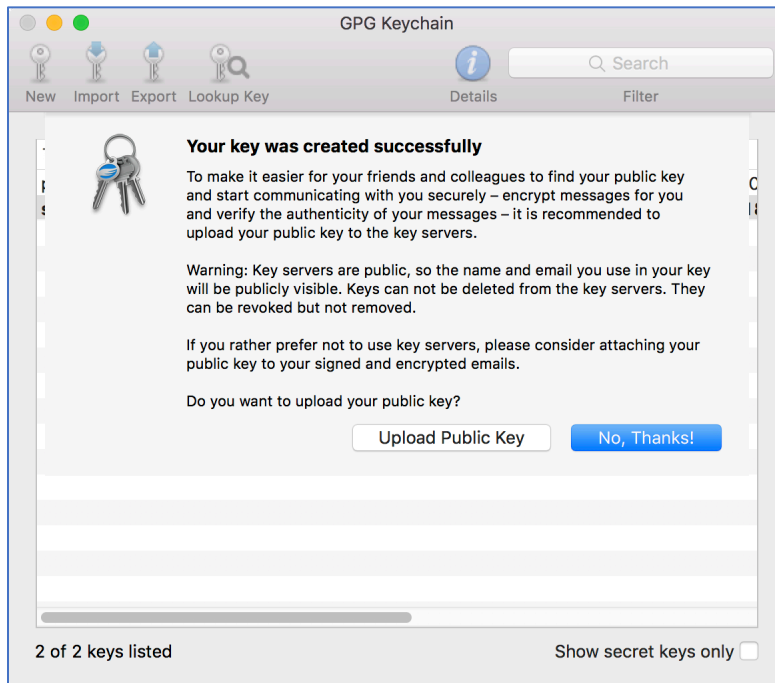 GPG Keychain
Search
New Import Export Lookup Key Details Filter
Your key was created successfully
To make it easier for your friends and colleagues to find your public key
and start communicating with you securely – encrypt messages for you
and verify the authenticity of your messages – it is recommended to
upload your public key to the key servers.
Warning: Key servers are public, so the name and email you use in your key
will be publicly visible. Keys can not be deleted from the key servers. They
can be revoked but not removed.
If you rather prefer not to use key servers, please consider attaching your
public key to your signed and encrypted emails.
Do you want to upload your public key?
Upload Public Key No, Thanks!
2 of 2 keys listed Show secret keys only